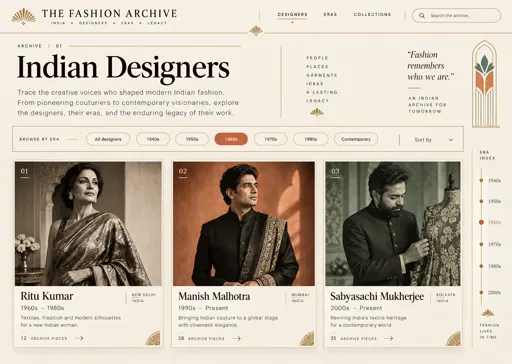 THE FASHION ARCHIVE
INDIA • DESIGNERS • ERAS • LEGACY
DESIGNERS
ERAS
COLLECTIONS
Search the archive..
ARCHIVE / 01
Indian Designers
Trace the creative voices who shaped modern Indian fashion.
From pioneering couturiers to contemporary visionaries, explore
the designers, their eras, and the enduring legacy of their work.
PEOPLE
PLACES
GARMENTS
IDEAS
A LASTING
LEGACY
“Fashion
remembers
who we are.”
AN INDIAN
ARCHIVE FOR
TOMORROW
BROWSE BY ERA
All designers
1940s
1950s
1960s
1970s
1980s
Contemporary
Sort by
01
Ritu Kumar
1960s – 1980s
NEW DELHI
INDIA
Textiles, tradition and modern silhouettes
for a new Indian woman.
12 ARCHIVE PIECES
02
Manish Malhotra
1990s – Present
MUMBAI
INDIA
Bringing Indian couture to a global stage
with cinematic elegance.
28 ARCHIVE PIECES
03
Sabyasachi Mukherjee
2000s – Present
KOLKATA
INDIA
Reviving India's textile heritage
for a contemporary world
35 ARCHIVE PIECES
ERA
INDEX
1940s
1950s
1960s
1970s
1980s
2000s
FASHION
LIVES
IN TIME